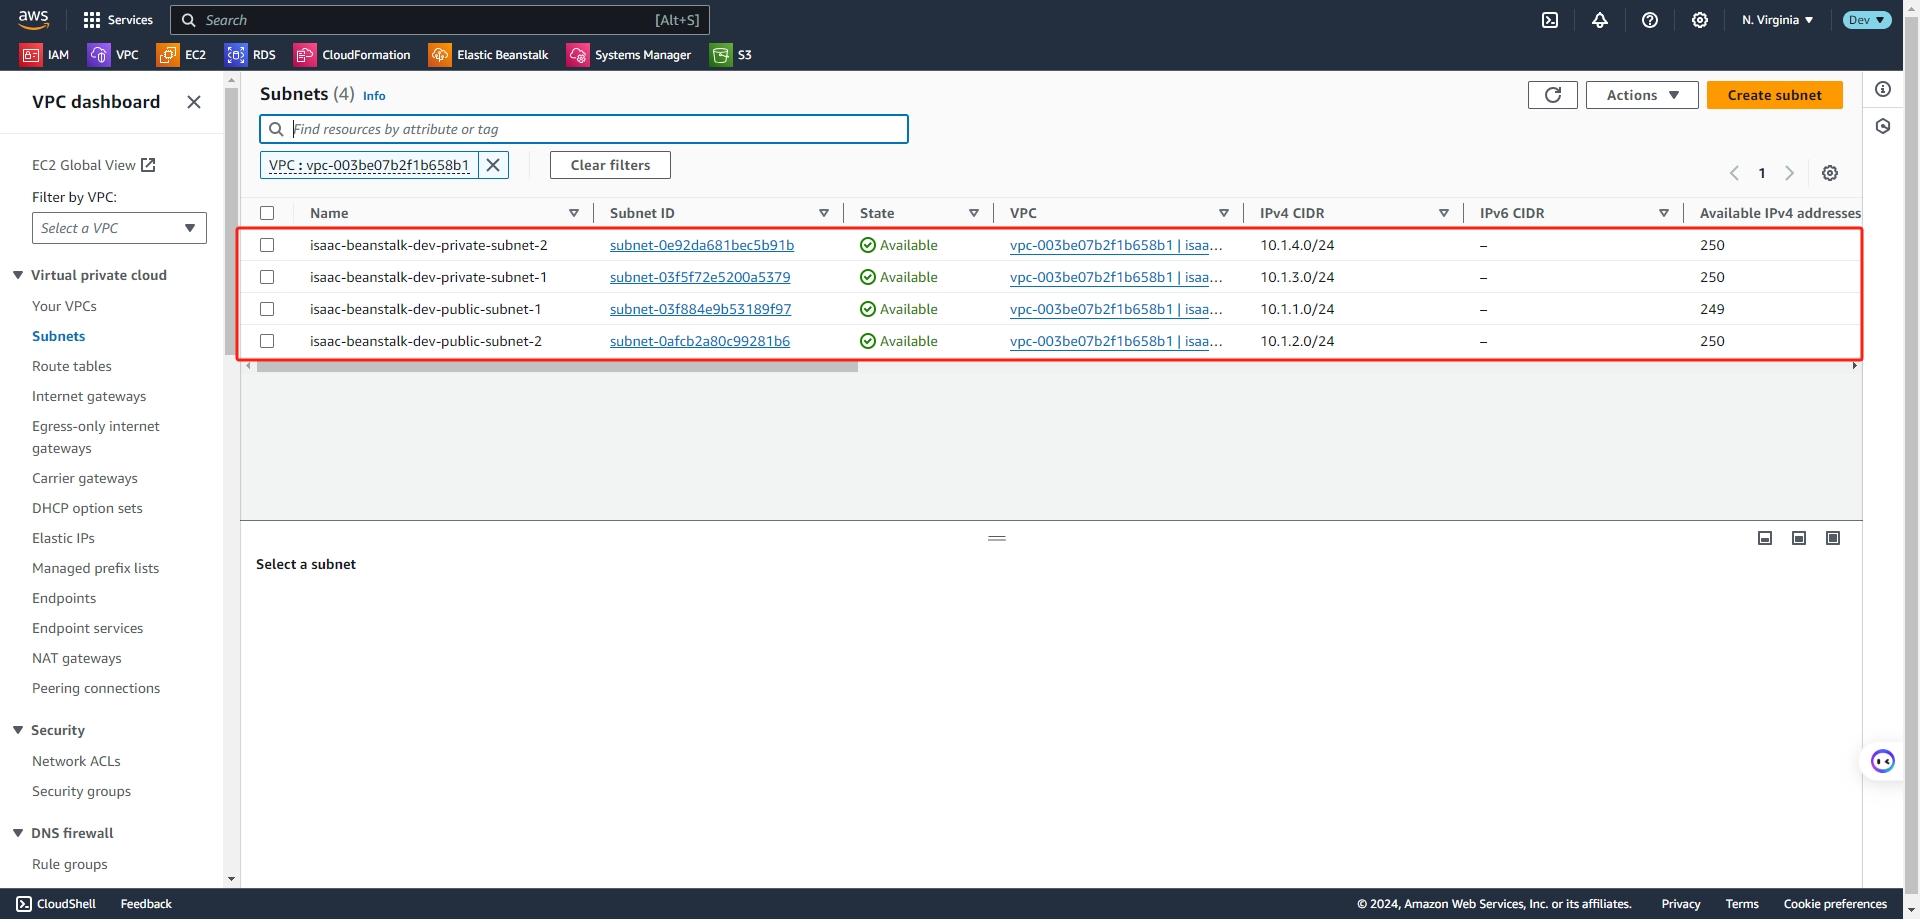 aws
Services
Search
[Alt+S]
N. Virginia
Dev
IAM
VPC
EC2
RDS
CloudFormation
Elastic Beanstalk
Systems Manager
S3
VPC dashboard
EC2 Global View
Filter by VPC:
Select a VPC
Virtual private cloud
Your VPCs
Subnets
Route tables
Internet gateways
Egress-only internet
gateways
Carrier gateways
DHCP option sets
Elastic IPs
Managed prefix lists
Endpoints
Endpoint services
NAT gateways
Peering connections
Security
Network ACLs
Security groups
DNS firewall
Rule groups
Subnets (4) Info
Actions
Create subnet
Find resources by attribute or tag
VPC : vpc-003be07b2f1b658b1
Clear filters
1
Name Subnet ID State VPC IPv4 CIDR IPv6 CIDR Available IPv4 addresses
isaac-beanstalk-dev-private-subnet-2 subnet-0e92da681bec5b91b Available vpc-003be07b2f1b658b1 | isaa... 10.1.4.0/24 – 250
isaac-beanstalk-dev-private-subnet-1 subnet-03f5f72e5200a5379 Available vpc-003be07b2f1b658b1 | isaa... 10.1.3.0/24 – 250
isaac-beanstalk-dev-public-subnet-1 subnet-03f884e9b53189f97 Available vpc-003be07b2f1b658b1 | isaa... 10.1.1.0/24 – 249
isaac-beanstalk-dev-public-subnet-2 subnet-0afcb2a80c99281b6 Available vpc-003be07b2f1b658b1 | isaa... 10.1.2.0/24 – 250
Select a subnet
CloudShell
Feedback
© 2024, Amazon Web Services, Inc. or its affiliates.
Privacy
Terms
Cookie preferences